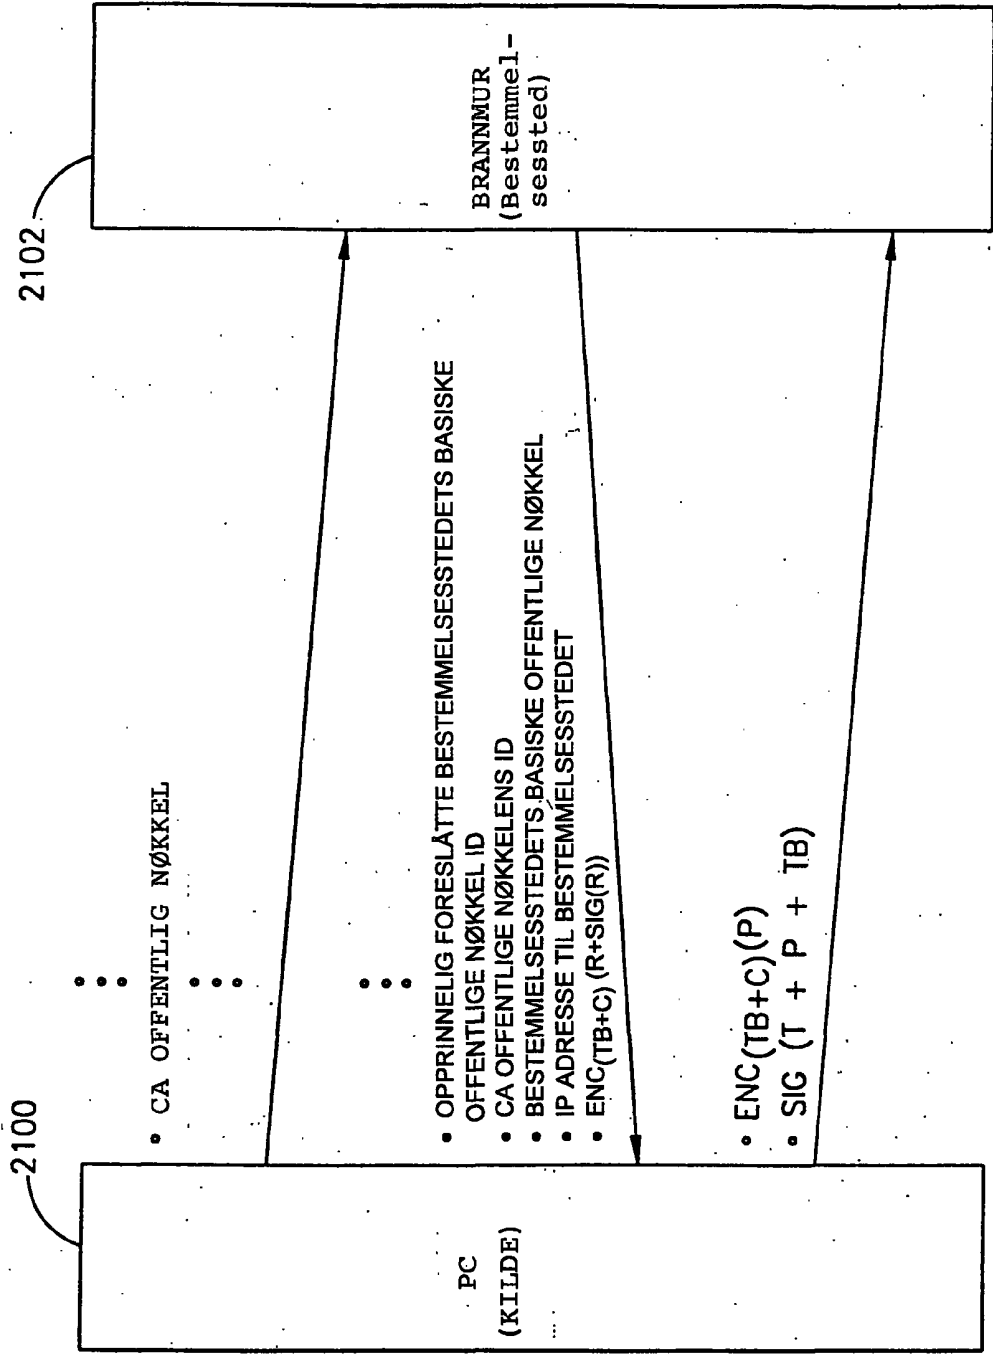 2100
2102
PC
(KILDE)
BRANNMUR
(Bestemmel-
sessted)
• CA OFFENTLIG NØKKEL
• OPPRINNELIG FORESLÅTTE BESTEMMELSESSTEDETS BASISKE
OFFENTLIGE NØKKEL ID
• CA OFFENTLIGE NØKKELENS ID
• BESTEMMELSESSTEDETS BASISKE OFFENTLIGE NØKKEL
• IP ADRESSE TIL BESTEMMELSESSTEDET
• ENC(TB+C) (R+SIG(R))
• ENC(TB+C)(P)
• SIG (T + P + TB)